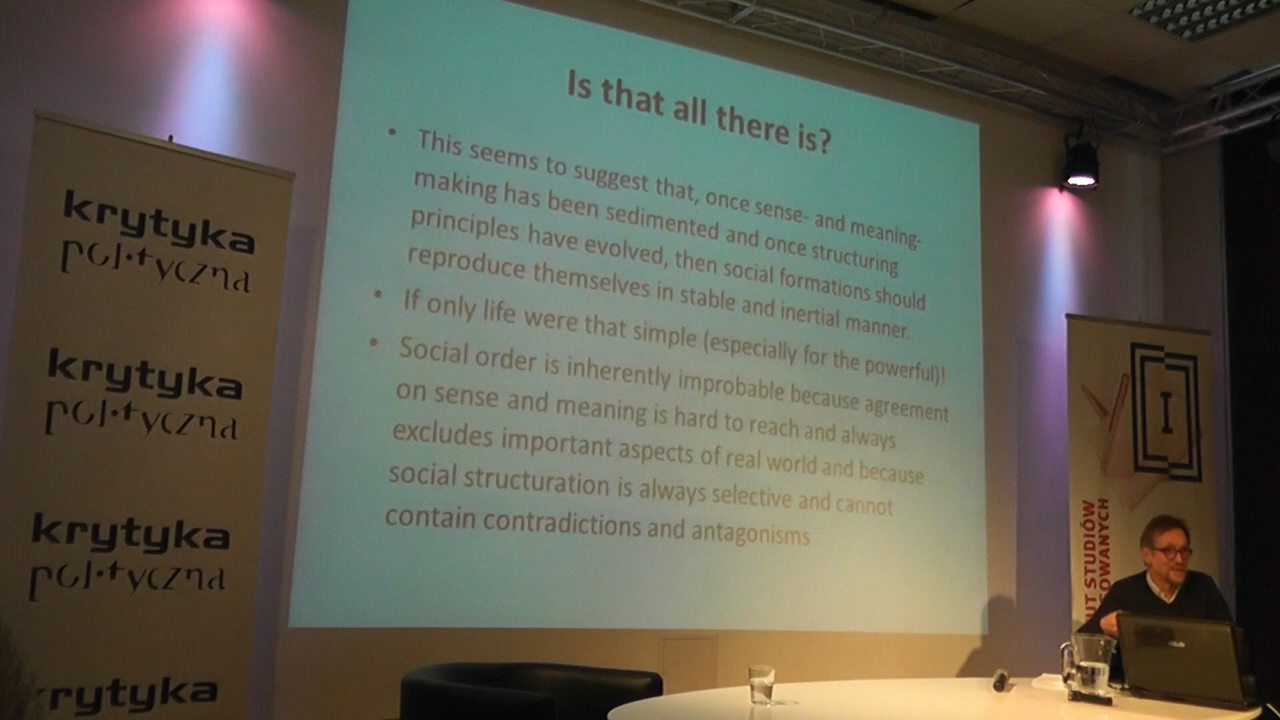 krytyka
polityczna
krytyka
polityczna
krytyka
polityczna
krytyka
Is that all there is?
• This seems to suggest that, once sense- and meaning-
making has been sedimented and once structuring
principles have evolved, then social formations should
reproduce themselves in stable and inertial manner.
• If only life were that simple (especially for the powerful)!
• Social order is inherently improbable because agreement
on sense and meaning is hard to reach and always
excludes important aspects of real world and because
social structuration is always selective and cannot
contain contradictions and antagonisms
I
UT STUDIÓW
SOWANYCH